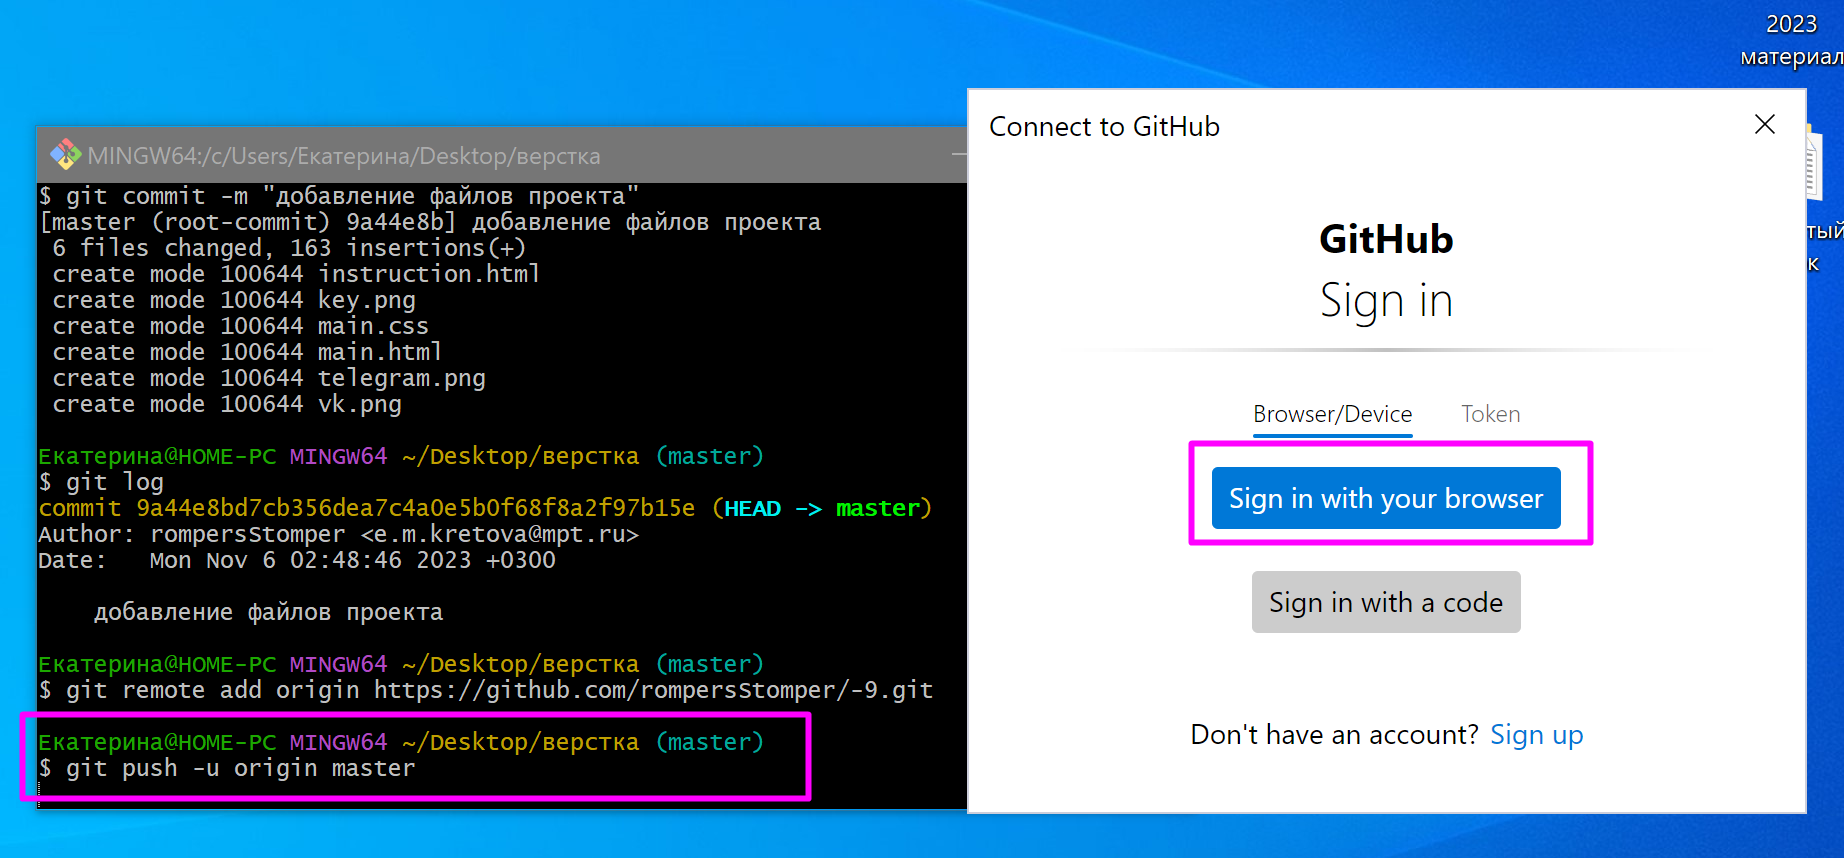 2023
материал
MINGW64:/c/Users/Екатерина/Desktop/верстка
$ git commit -m "добавление файлов проекта"
[master (root-commit) 9a44e8b] добавление файлов проекта
6 files changed, 163 insertions(+)
create mode 100644 instruction.html
create mode 100644 key.png
create mode 100644 main.css
create mode 100644 main.html
create mode 100644 telegram.png
create mode 100644 vk.png
Екатерина@HOME-PC MINGW64 ~/Desktop/верстка (master)
$ git log
commit 9a44e8bd7cb356dea7c4a0e5b0f68f8a2f97b15e (HEAD -> master)
Author: rompersStomper <e.m.kretova@mpt.ru>
Date:   Mon Nov 6 02:48:46 2023 +0300
добавление файлов проекта
Екатерина@HOME-PC MINGW64 ~/Desktop/верстка (master)
$ git remote add origin https://github.com/rompersStomper/-9.git
Екатерина@HOME-PC MINGW64 ~/Desktop/верстка (master)
$ git push -u origin master
Connect to GitHub
GitHub
Sign in
Browser/Device Token
Sign in with your browser
Sign in with a code
Don't have an account? Sign up
тый
к